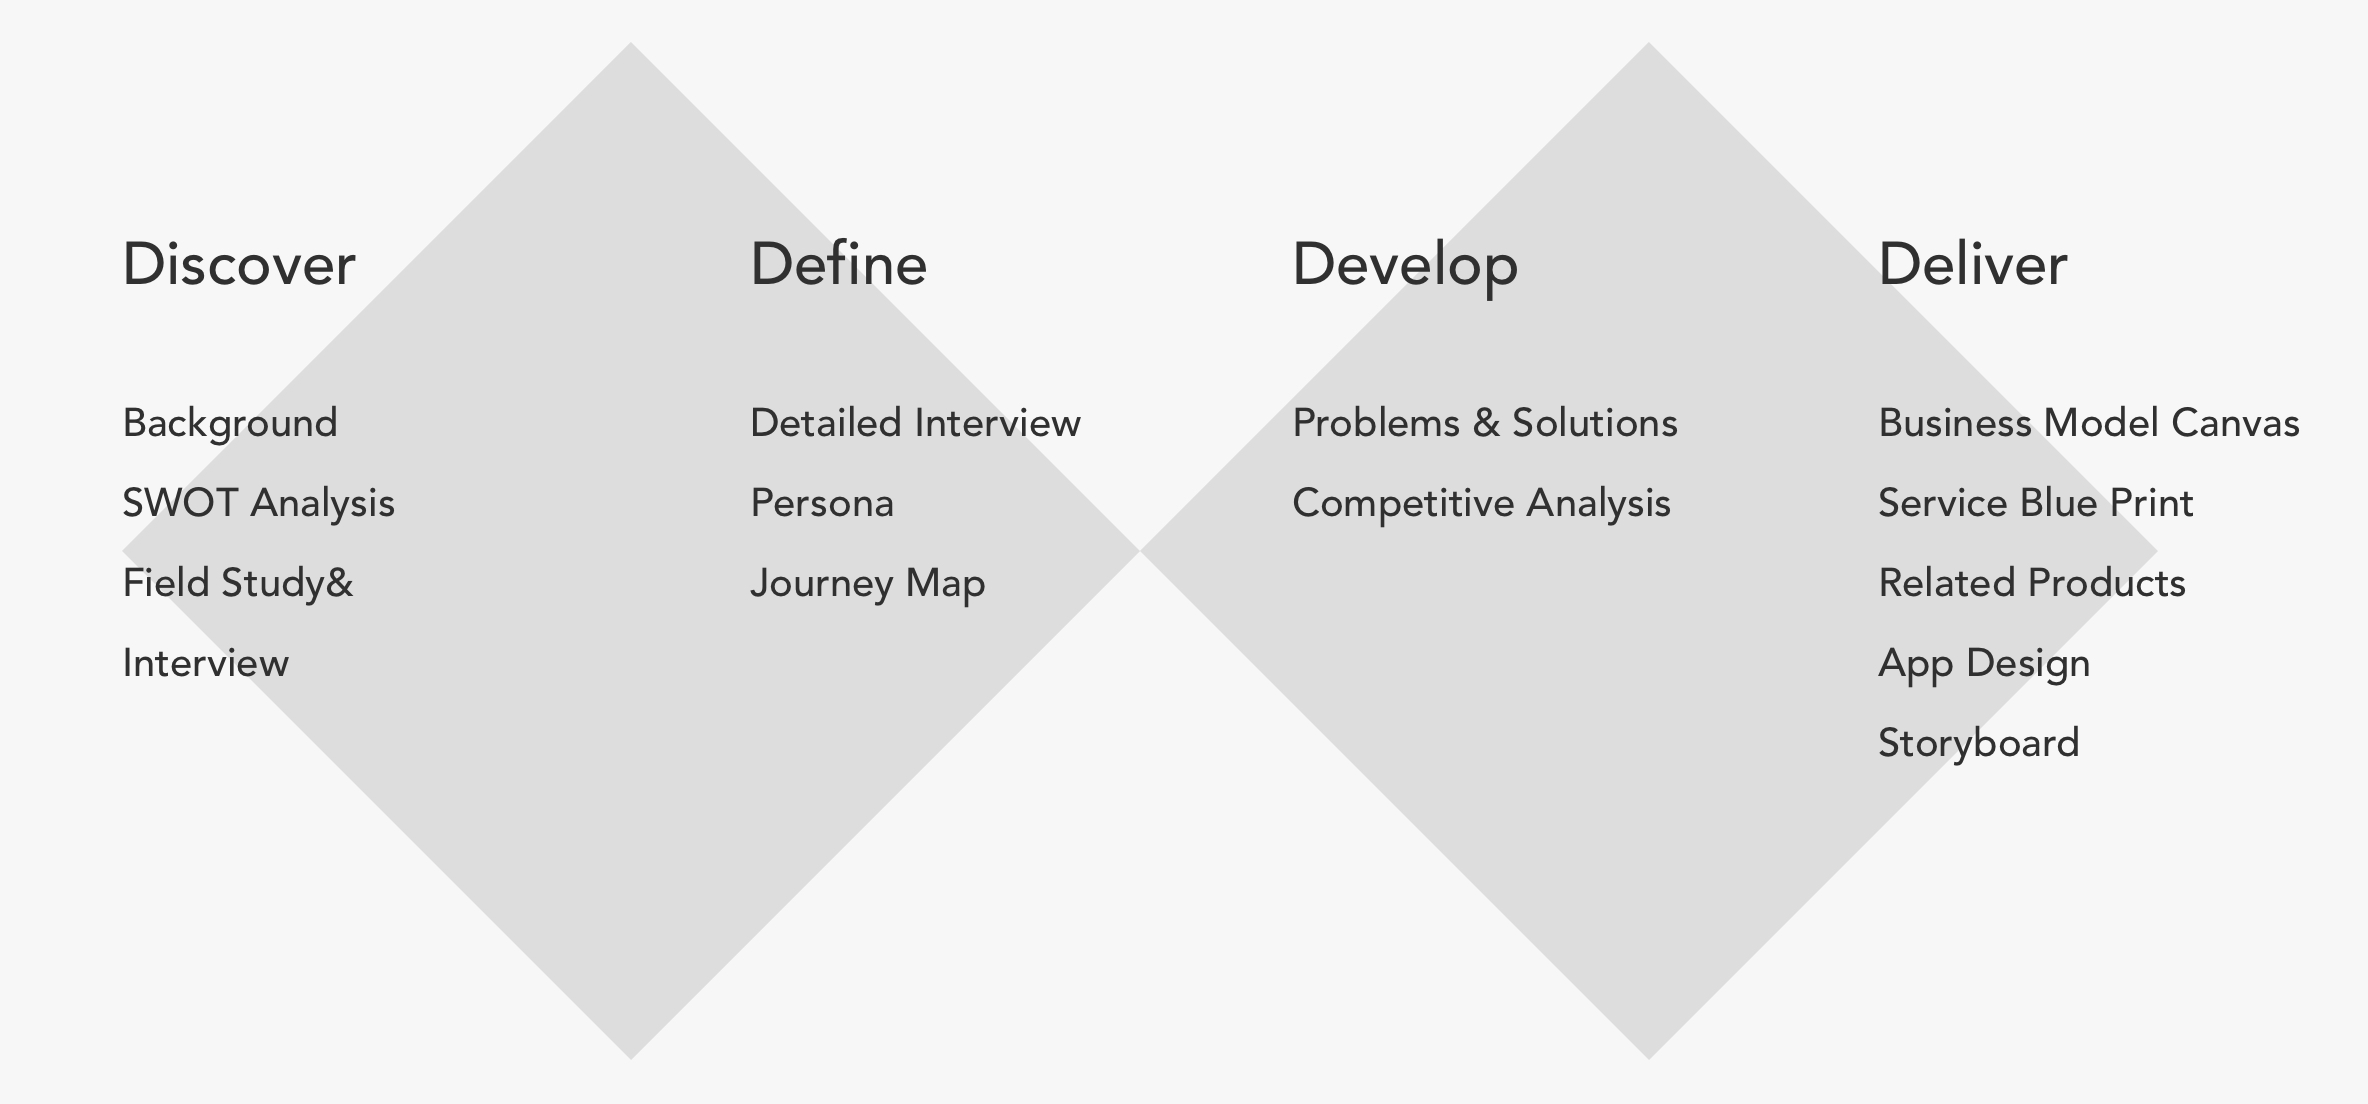 Discover
Background
SWOT Analysis
Field Study&
Interview
Define
Detailed Interview
Persona
Journey Map
Develop
Problems & Solutions
Competitive Analysis
Deliver
Business Model Canvas
Service Blue Print
Related Products
App Design
Storyboard